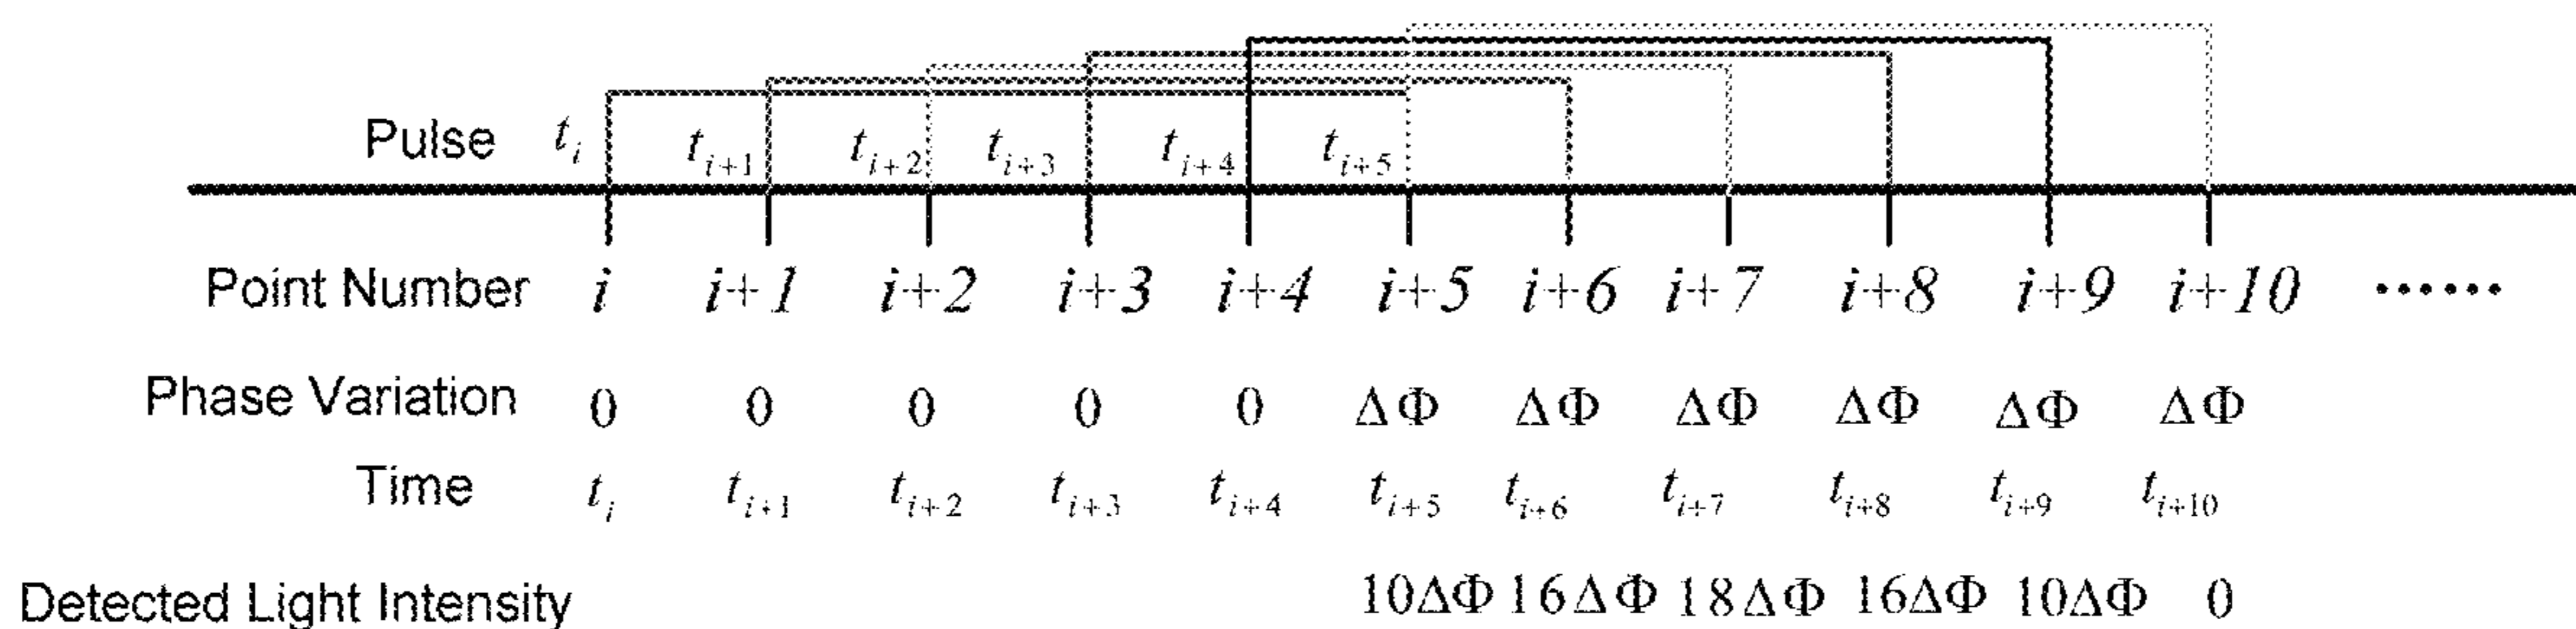 Pulse t_i t_{i+1} t_{i+2} t_{i+3} t_{i+4} t_{i+5}
Point Number i i+1 i+2 i+3 i+4 i+5 i+6 i+7 i+8 i+9 i+10 ......
Phase Variation 0 0 0 0 0 ΔΦ ΔΦ ΔΦ ΔΦ ΔΦ ΔΦ
Time t_i t_{i+1} t_{i+2} t_{i+3} t_{i+4} t_{i+5} t_{i+6} t_{i+7} t_{i+8} t_{i+9} t_{i+10}
Detected Light Intensity 10ΔΦ 16ΔΦ 18ΔΦ 16ΔΦ 10ΔΦ 0